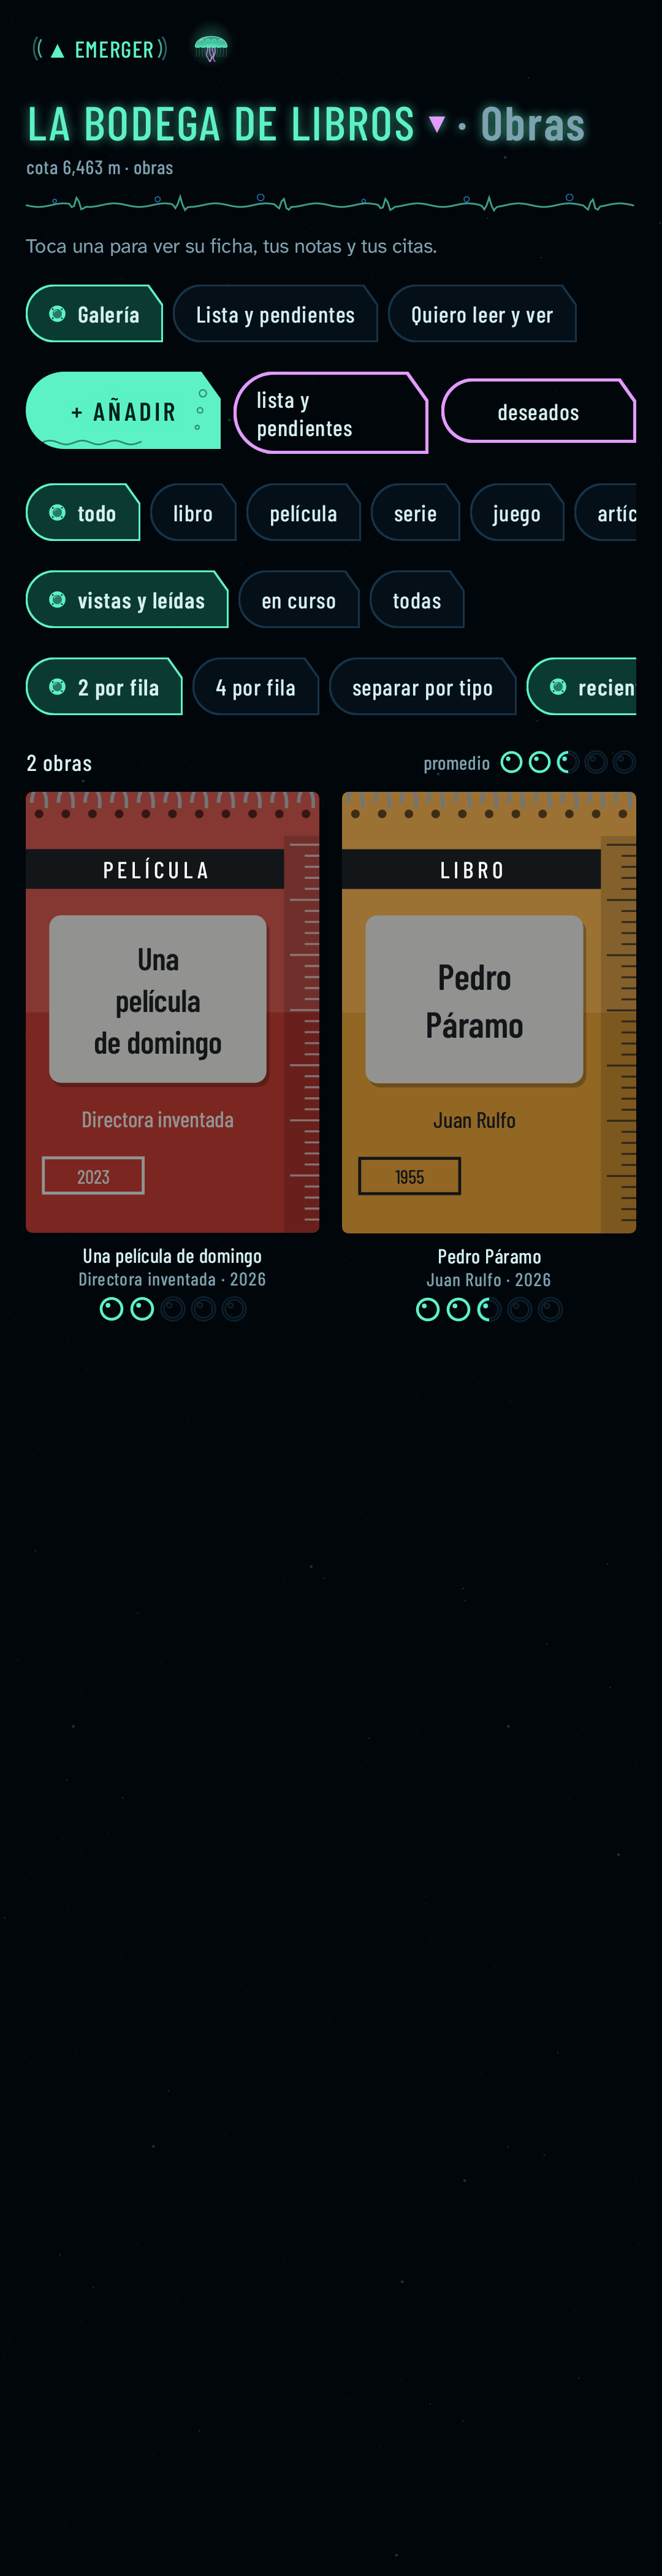 ▲ EMERGER
LA BODEGA DE LIBROS ▼ · Obras
cota 6,463 m · obras
Toca una para ver su ficha, tus notas y tus citas.
Galería
Lista y pendientes
Quiero leer y ver
+ AÑADIR
lista y
pendientes
deseados
todo
libro
película
serie
juego
artíc
vistas y leídas
en curso
todas
2 por fila
4 por fila
separar por tipo
recien
2 obras
promedio
PELÍCULA
Una
película
de domingo
Directora inventada
2023
Una película de domingo
Directora inventada · 2026
LIBRO
Pedro
Páramo
Juan Rulfo
1955
Pedro Páramo
Juan Rulfo · 2026